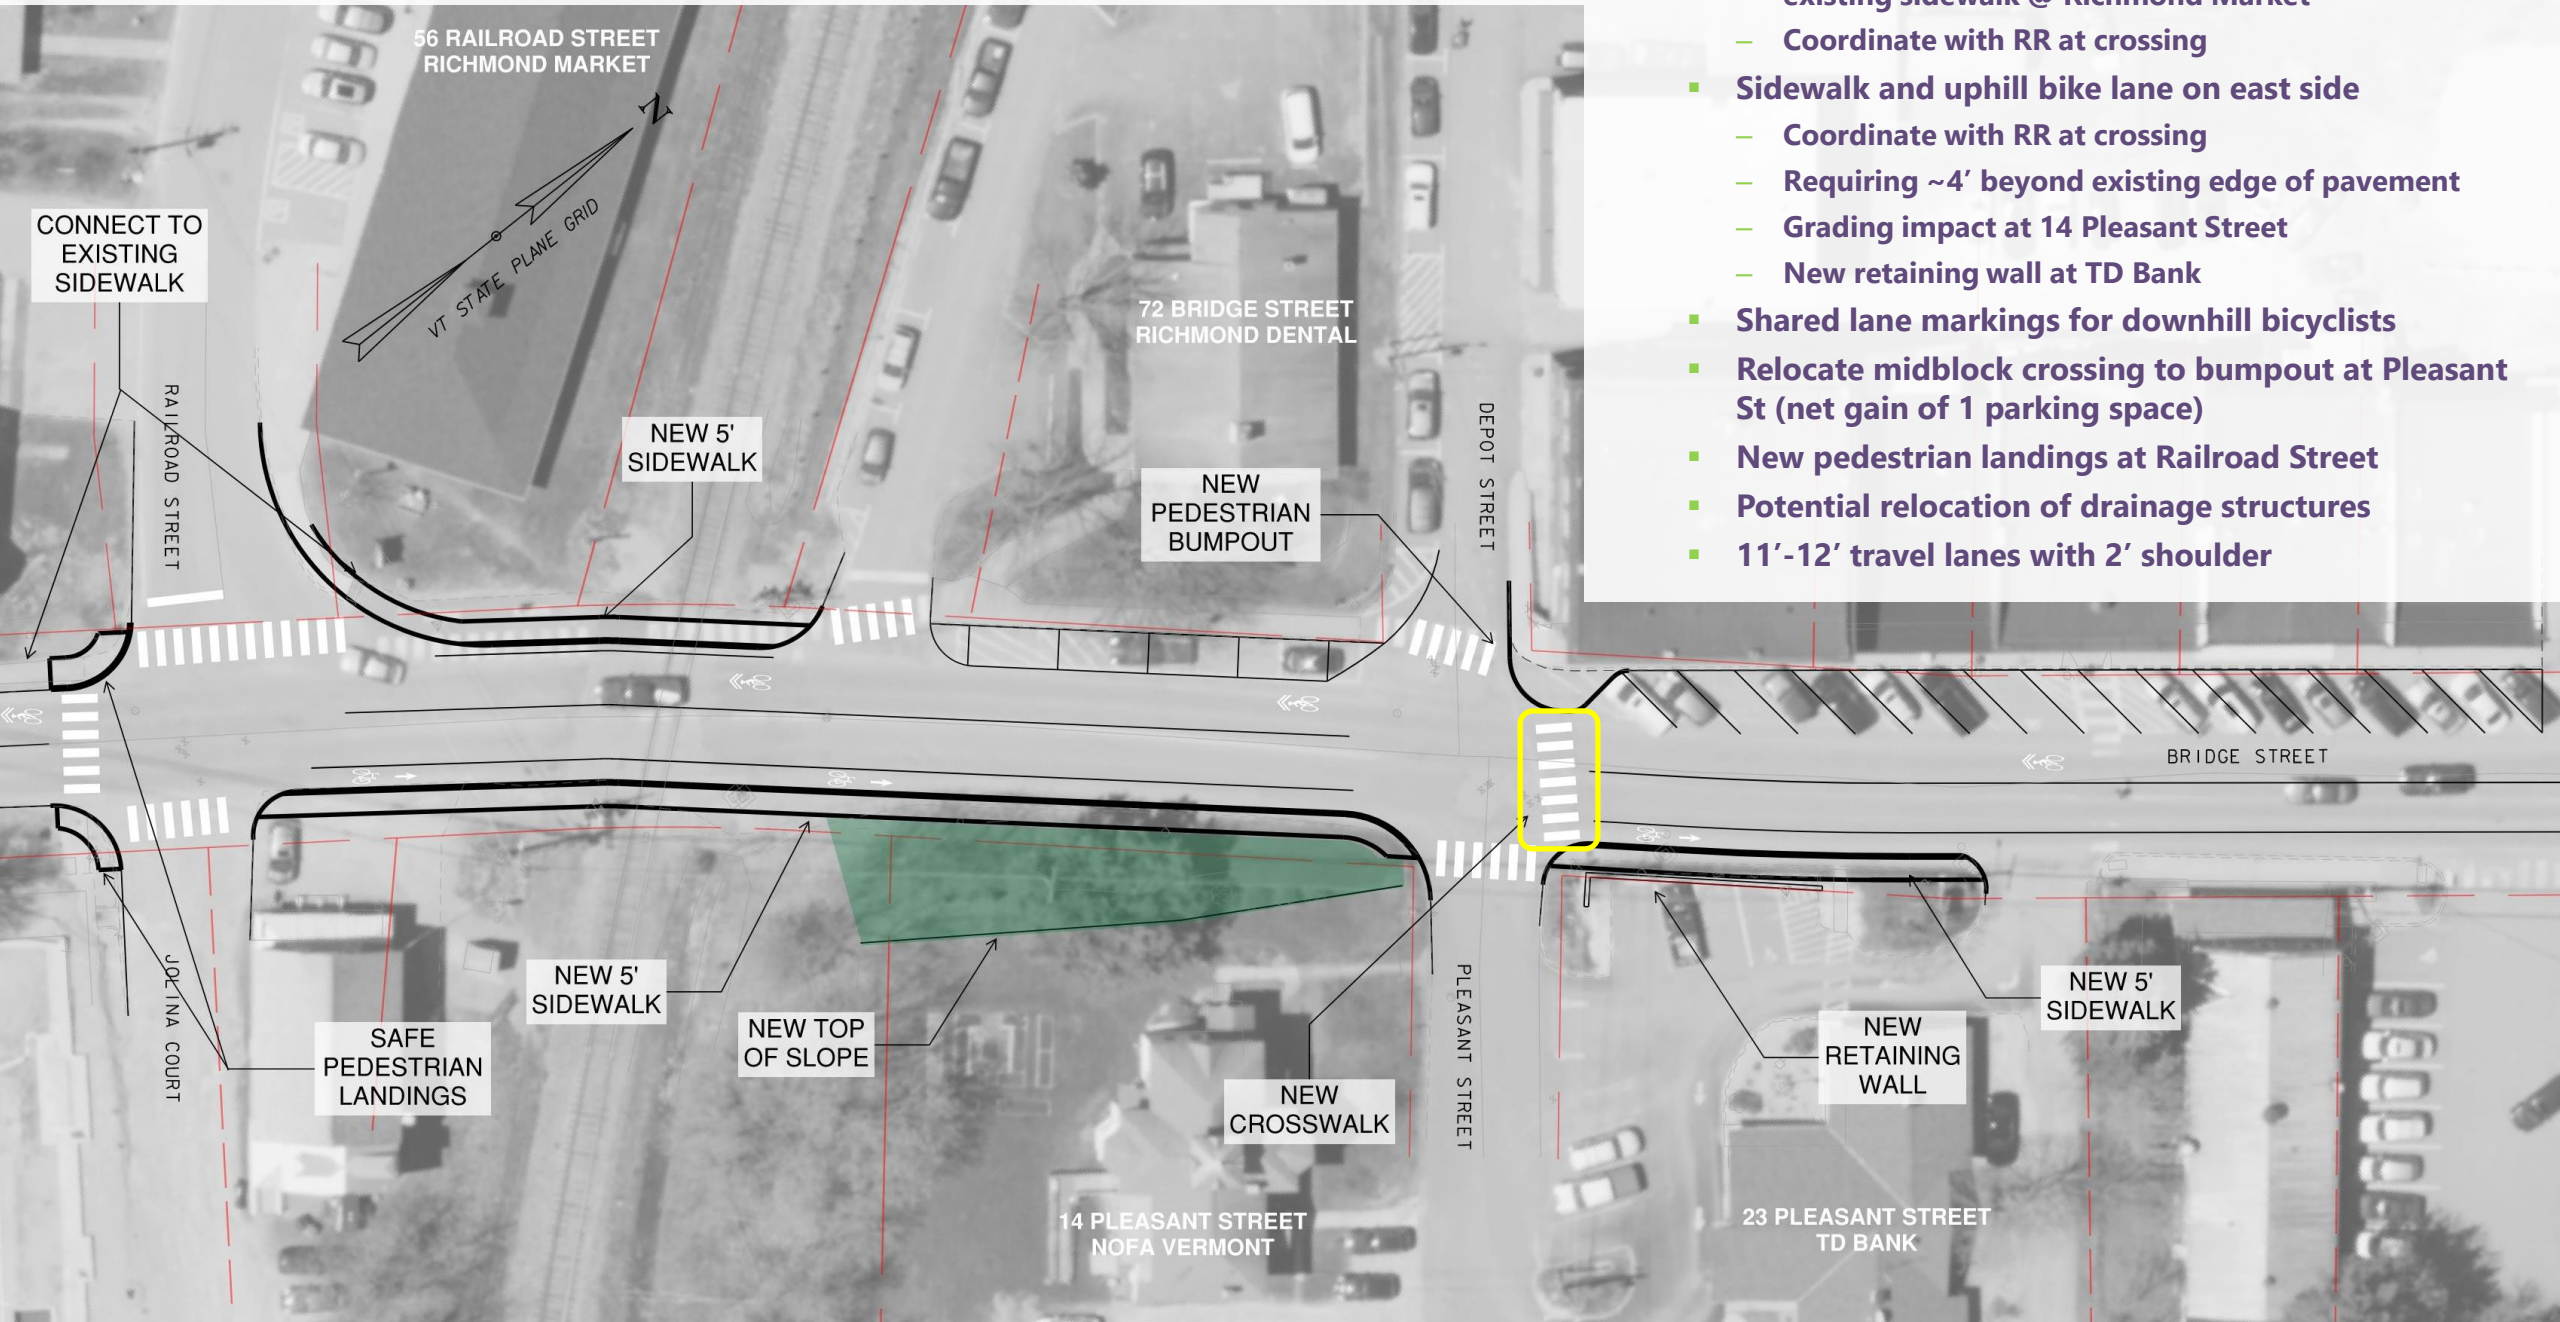 existing sidewalk @ Richmond Market
– Coordinate with RR at crossing
▪ Sidewalk and uphill bike lane on east side
– Coordinate with RR at crossing
– Requiring ~4’ beyond existing edge of pavement
– Grading impact at 14 Pleasant Street
– New retaining wall at TD Bank
▪ Shared lane markings for downhill bicyclists
▪ Relocate midblock crossing to bumpout at Pleasant
St (net gain of 1 parking space)
▪ New pedestrian landings at Railroad Street
▪ Potential relocation of drainage structures
▪ 11’-12’ travel lanes with 2’ shoulder
56 RAILROAD STREET
RICHMOND MARKET
N
VT STATE PLANE GRID
CONNECT TO
EXISTING
SIDEWALK
RAILROAD STREET
NEW 5'
SIDEWALK
72 BRIDGE STREET
RICHMOND DENTAL
NEW
PEDESTRIAN
BUMPOUT
DEPOT STREET
BRIDGE STREET
JOLINA COURT
SAFE
PEDESTRIAN
LANDINGS
NEW 5'
SIDEWALK
NEW TOP
OF SLOPE
NEW
CROSSWALK
PLEASANT STREET
NEW
RETAINING
WALL
NEW 5'
SIDEWALK
14 PLEASANT STREET
NOFA VERMONT
23 PLEASANT STREET
TD BANK